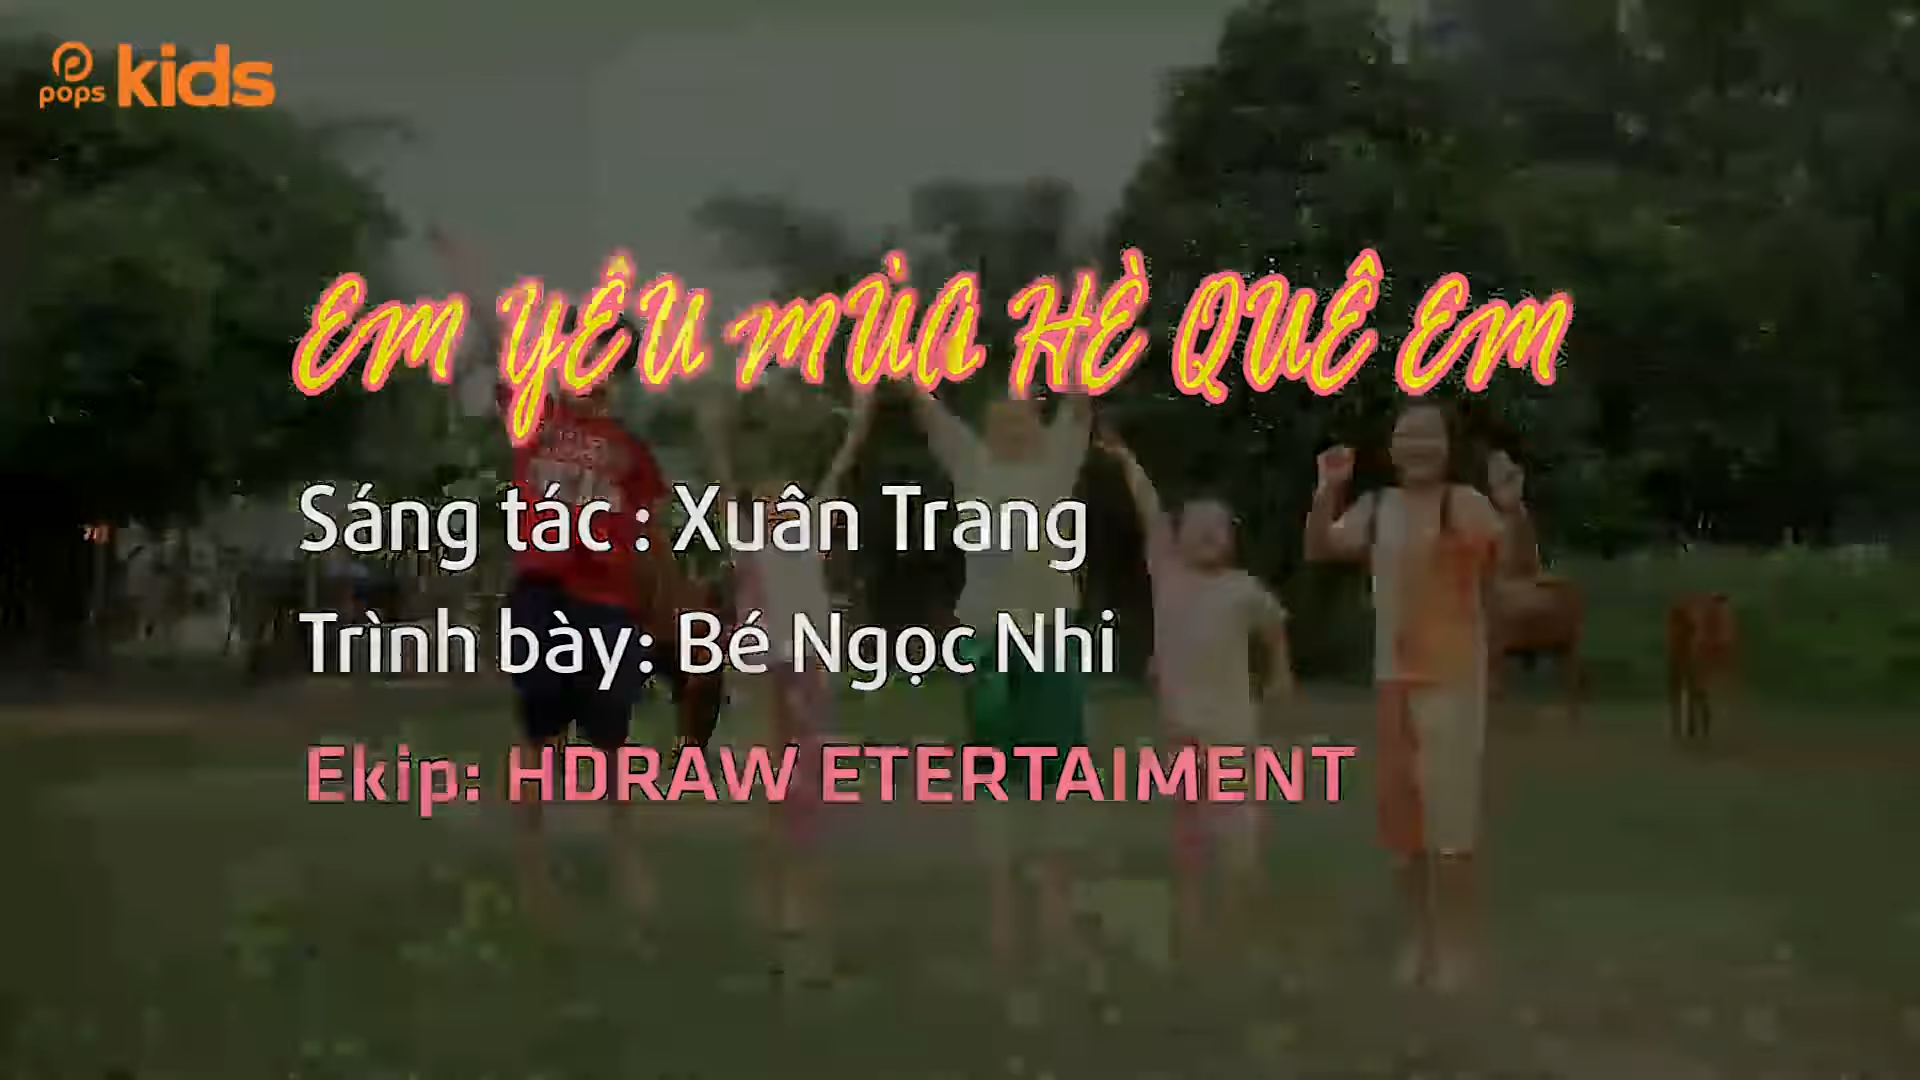 pops kids
EM YÊU MÙA HÈ QUÊ EM
Sáng tác : Xuân Trang
Trình bày: Bé Ngọc Nhi
Ekip: HDRAW ETERTAIMENT